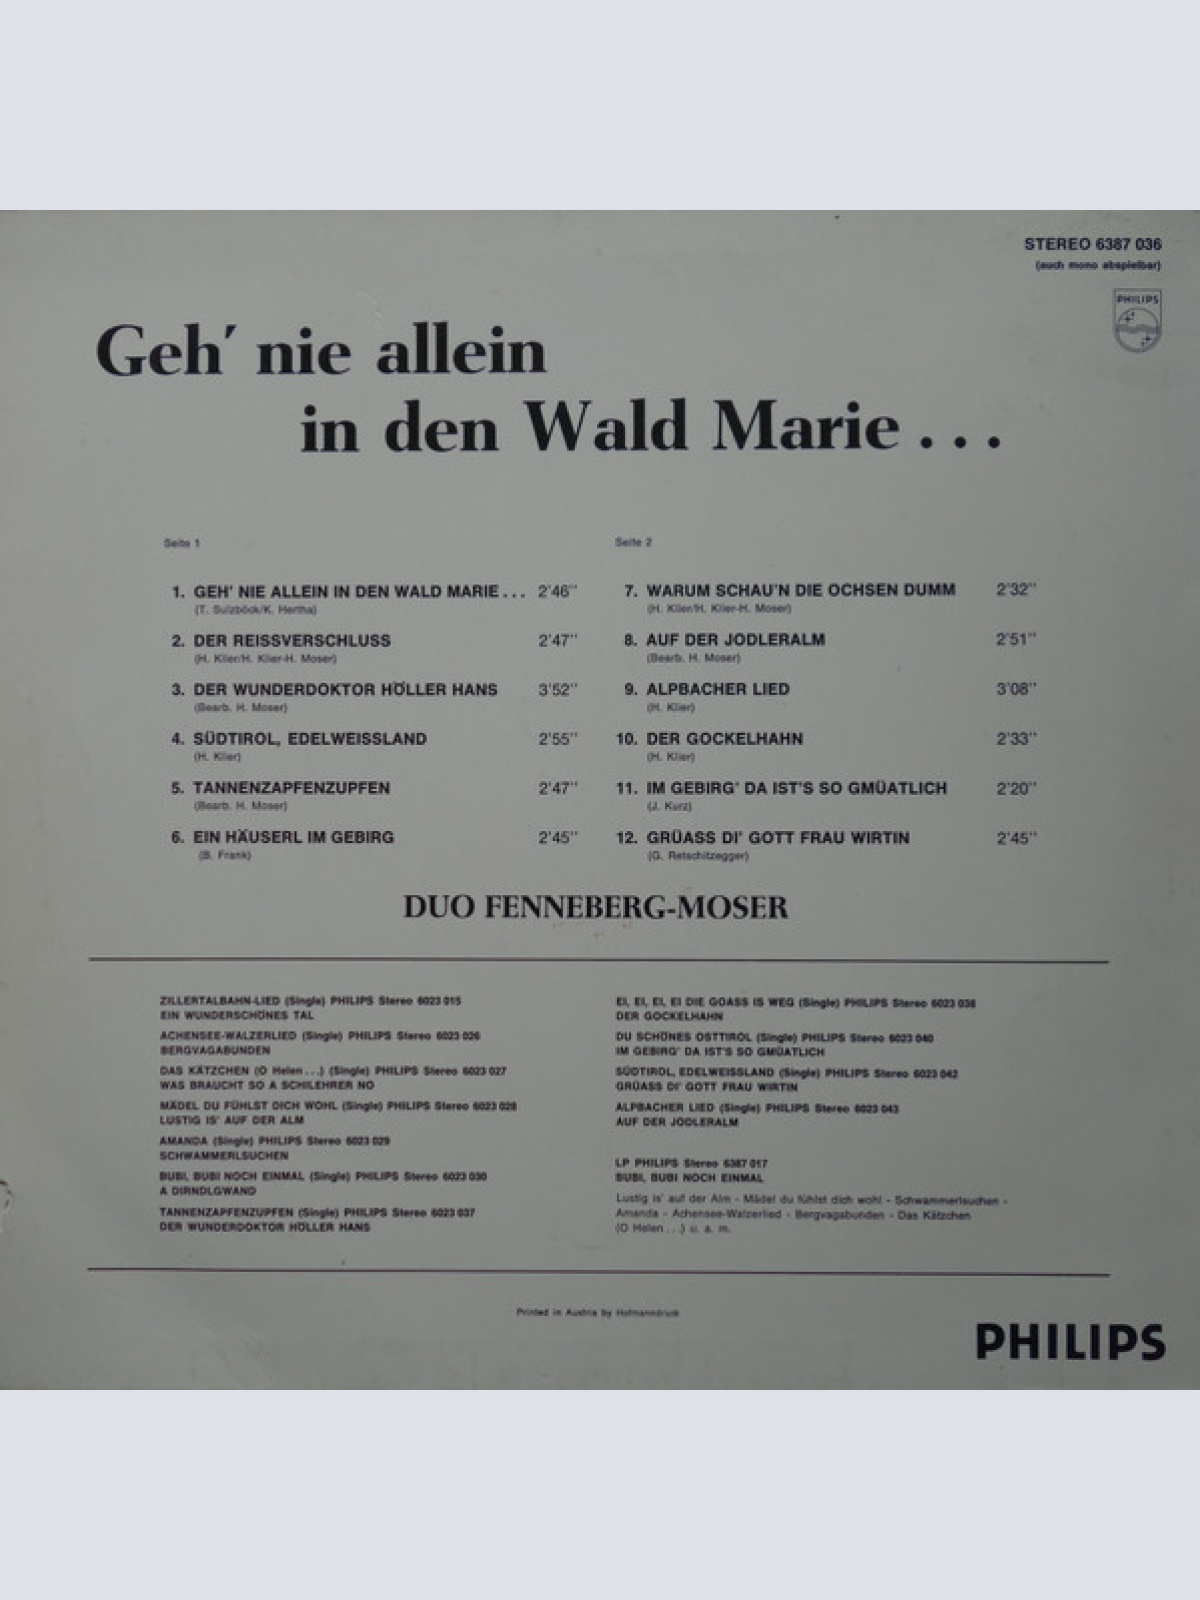 STEREO 6387 036
(auch mono abspielbar)
PHILIPS
Geh' nie allein
in den Wald Marie . . .
Seite 1
1. GEH' NIE ALLEIN IN DEN WALD MARIE . . . 2'46''
(T. Sulzböck/K. Hertha)
2. DER REISSVERSCHLUSS 2'47''
(H. Klier/H. Klier-H. Moser)
3. DER WUNDERDOKTOR HÖLLER HANS 3'52''
(Bearb. H. Moser)
4. SÜDTIROL, EDELWEISSLAND 2'55''
(H. Klier)
5. TANNENZAPFENZUPFEN 2'47''
(Bearb. H. Moser)
6. EIN HÄUSERL IM GEBIRG 2'45''
(B. Frank)
Seite 2
7. WARUM SCHAU'N DIE OCHSEN DUMM 2'32''
(H. Klier/H. Klier-H. Moser)
8. AUF DER JODLERALM 2'51''
(Bearb. H. Moser)
9. ALPBACHER LIED 3'08''
(H. Klier)
10. DER GOCKELHAHN 2'33''
(H. Klier)
11. IM GEBIRG' DA IST'S SO GMÜATLICH 2'20''
(J. Kurz)
12. GRÜASS DI' GOTT FRAU WIRTIN 2'45''
(G. Retschitzegger)
DUO FENNEBERG-MOSER
ZILLERTALBAHN-LIED (Single) PHILIPS Stereo 6023 015
EIN WUNDERSCHÖNES TAL
ACHENSEE-WALZERLIED (Single) PHILIPS Stereo 6023 026
BERGVAGABUNDEN
DAS KÄTZCHEN (O Helen . . .) (Single) PHILIPS Stereo 6023 027
WAS BRAUCHT SO A SCHILEHRER NO
MÄDEL DU FÜHLST DICH WOHL (Single) PHILIPS Stereo 6023 028
LUSTIG IS' AUF DER ALM
AMANDA (Single) PHILIPS Stereo 6023 029
SCHWAMMERLSUCHEN
BUBI, BUBI NOCH EINMAL (Single) PHILIPS Stereo 6023 030
A DIRNDLGWAND
TANNENZAPFENZUPFEN (Single) PHILIPS Stereo 6023 037
DER WUNDERDOKTOR HÖLLER HANS
EI, EI, EI, EI DIE GOASS IS WEG (Single) PHILIPS Stereo 6023 038
DER GOCKELHAHN
DU SCHÖNES OSTTIROL (Single) PHILIPS Stereo 6023 040
IM GEBIRG' DA IST'S SO GMÜATLICH
SÜDTIROL, EDELWEISSLAND (Single) PHILIPS Stereo 6023 042
GRÜASS DI' GOTT FRAU WIRTIN
ALPBACHER LIED (Single) PHILIPS Stereo 6023 043
AUF DER JODLERALM
LP PHILIPS Stereo 6387 017
BUBI, BUBI NOCH EINMAL
Lustig is' auf der Alm - Mädel du fühlst dich wohl - Schwammerlsuchen -
Amanda - Achensee-Walzerlied - Bergvagabunden - Das Kätzchen
(O Helen . . .) u. a. m.
Printed in Austria by Hofmanndruck
PHILIPS